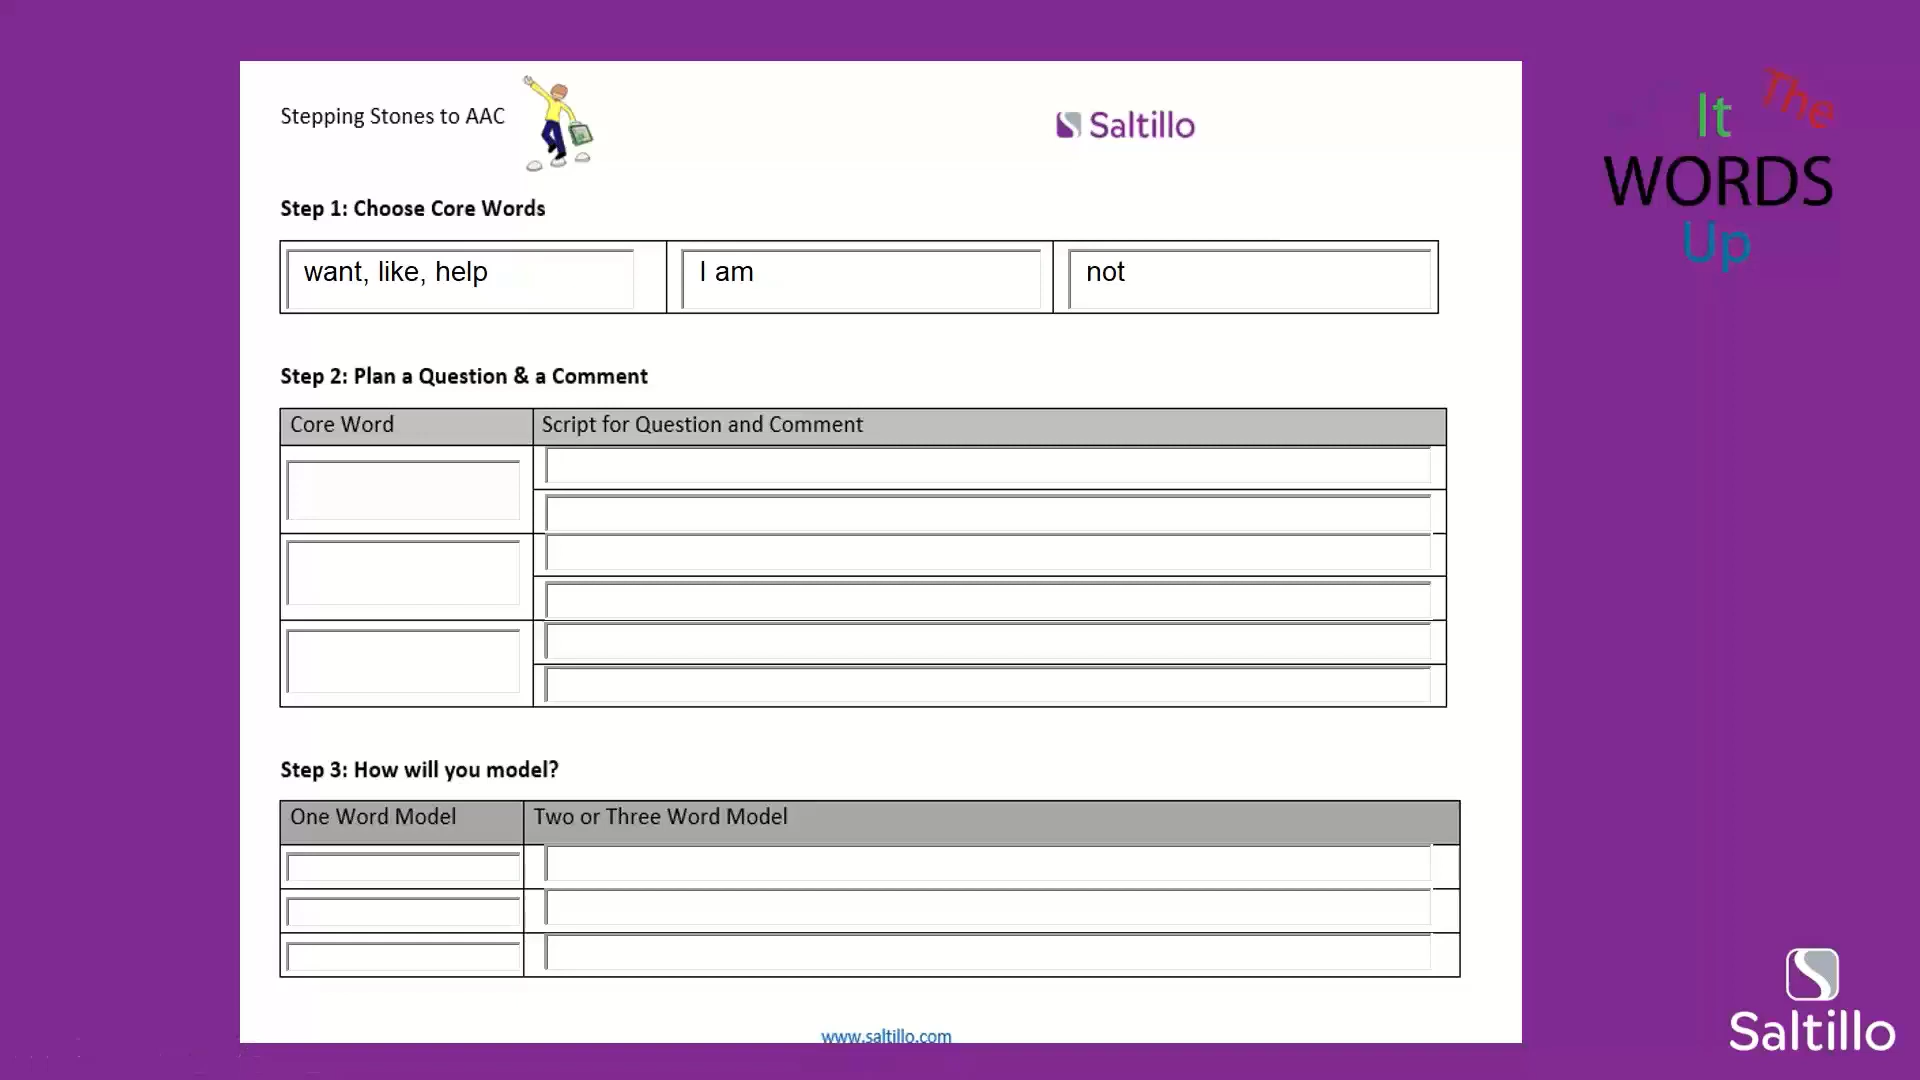 Stepping Stones to AAC
Saltillo
The
It
WORDS
Up
Step 1: Choose Core Words
want, like, help
I am
not
Step 2: Plan a Question & a Comment
Core Word
Script for Question and Comment
Step 3: How will you model?
One Word Model
Two or Three Word Model
www.saltillo.com
Saltillo